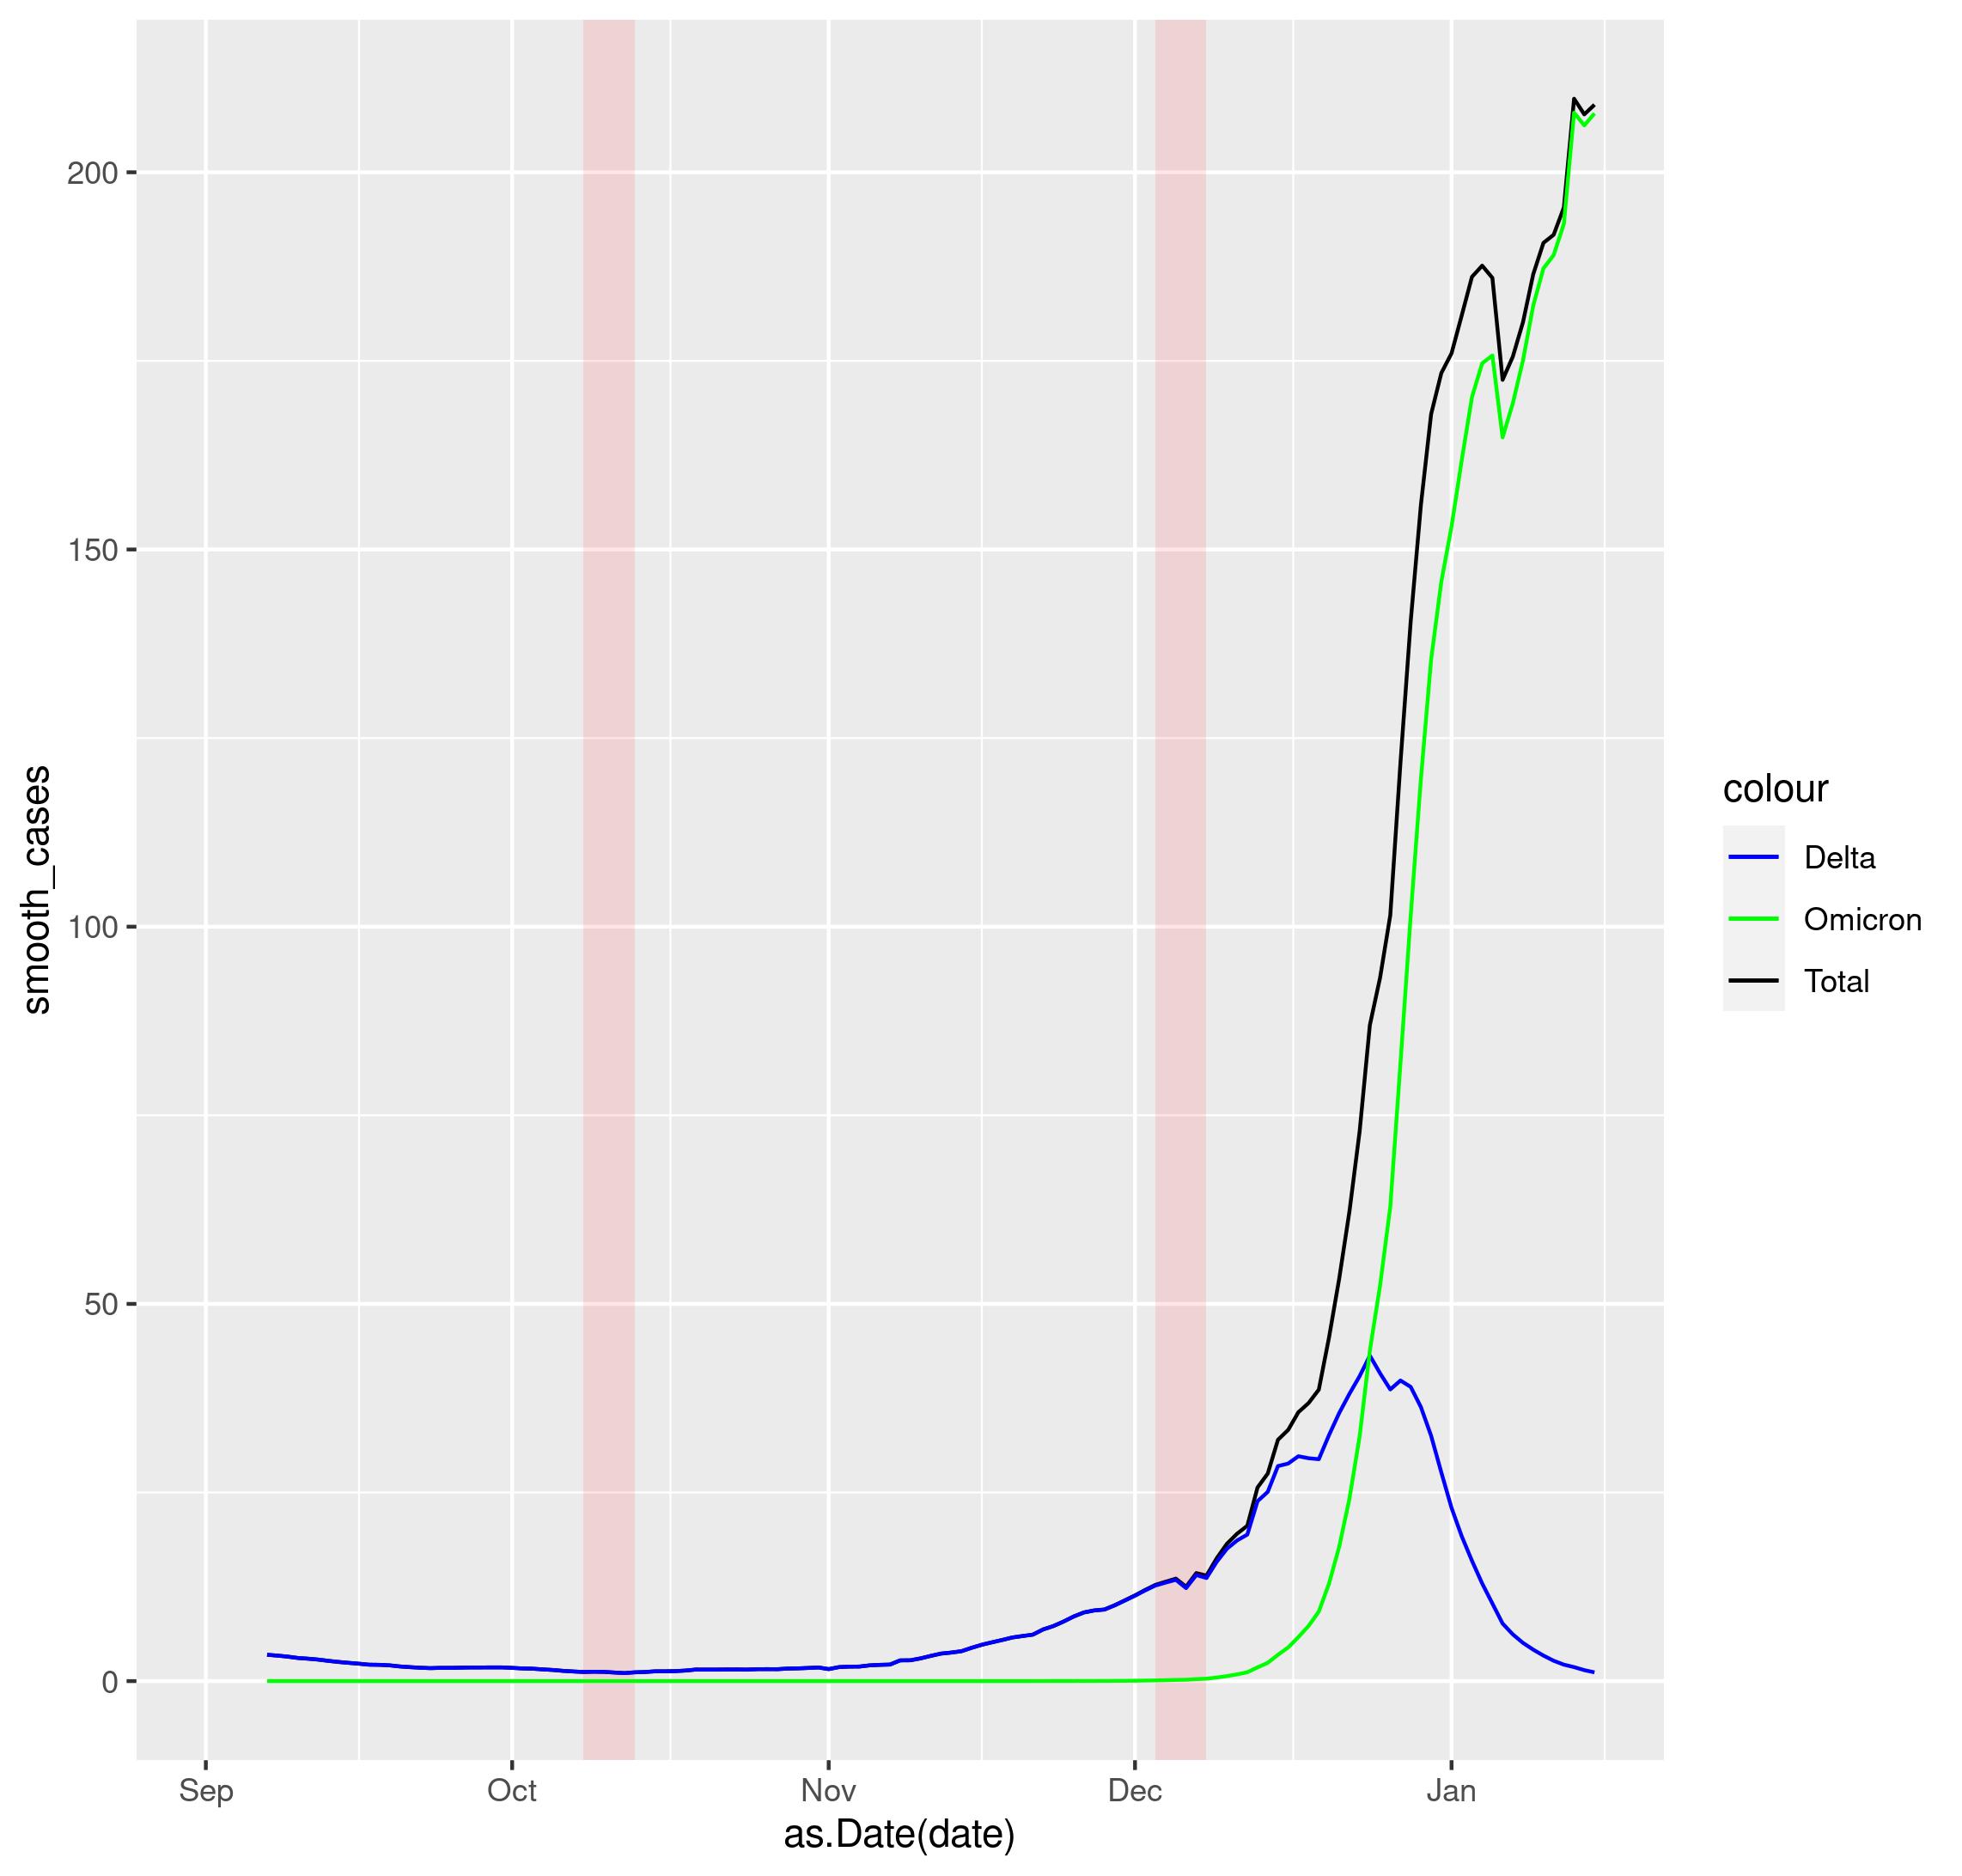 200
150
100
50
0
smooth_cases
Sep
Oct
Nov
Dec
Jan
as.Date(date)
colour
Delta
Omicron
Total